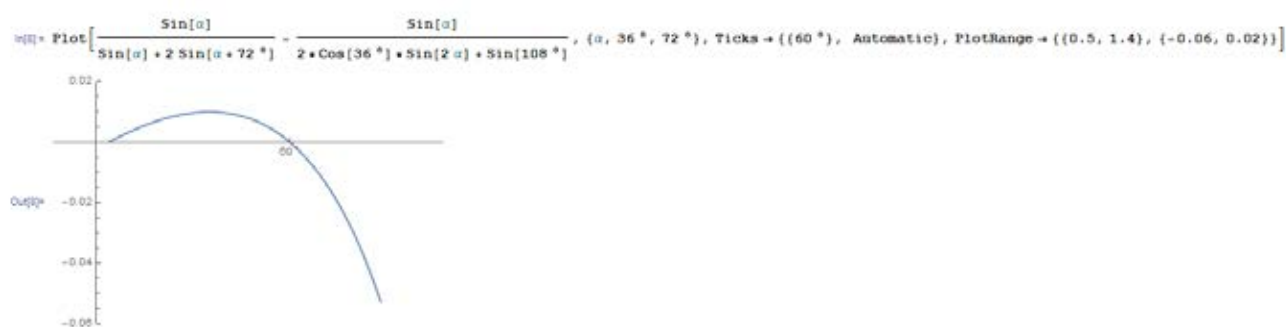 Sin[α] Sin[α]
In[8]:= Plot[ - , {α, 36 °, 72 °}, Ticks → {{60 °}, Automatic}, PlotRange → {{0.5, 1.4}, {-0.06, 0.02}}]
Sin[α] + 2 Sin[α + 72 °] 2 * Cos[36 °] * Sin[2 α] + Sin[108 °]
0.02
60
Out[8]= -0.02
-0.04
-0.06